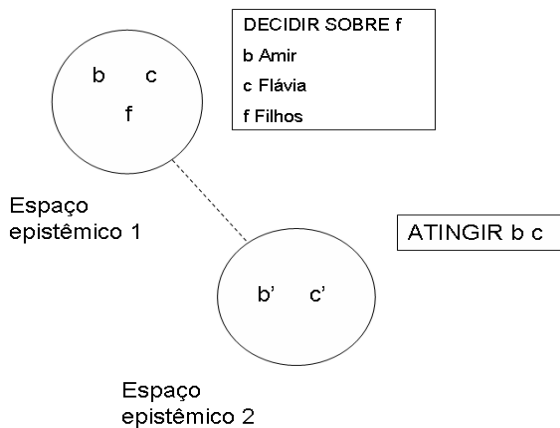 DECIDIR SOBRE f
b Amir
c Flávia
f Filhos
b c
f
Espaço
epistêmico 1
ATINGIR b c
b’ c’
Espaço
epistêmico 2